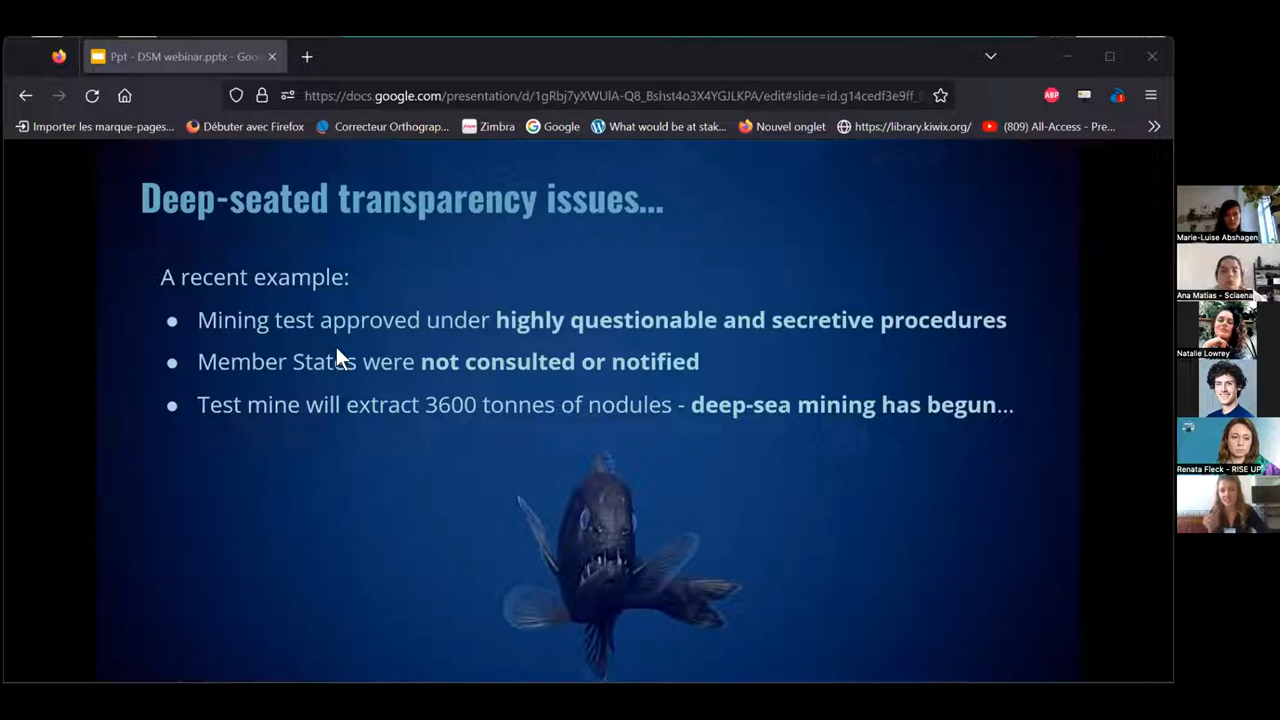 Ppt - DSM webinar.pptx - Goo
https://docs.google.com/presentation/d/1gRbj7yXWUlA-Q8_Bshst4o3X4YGJLKPA/edit#slide=id.g14cedf3e9ff_
ABP
Importer les marque-pages...
Débuter avec Firefox
Correcteur Orthograp...
Zimbra
Google
What would be at stak...
Nouvel onglet
https://library.kiwix.org/
(809) All-Access - Pre...
Deep-seated transparency issues...
A recent example:
● Mining test approved under highly questionable and secretive procedures
● Member States were not consulted or notified
● Test mine will extract 3600 tonnes of nodules - deep-sea mining has begun...
Marie-Luise Abshagen
Ana Matias - Sciaena
Natalie Lowrey
Renata Fleck - RISE UP